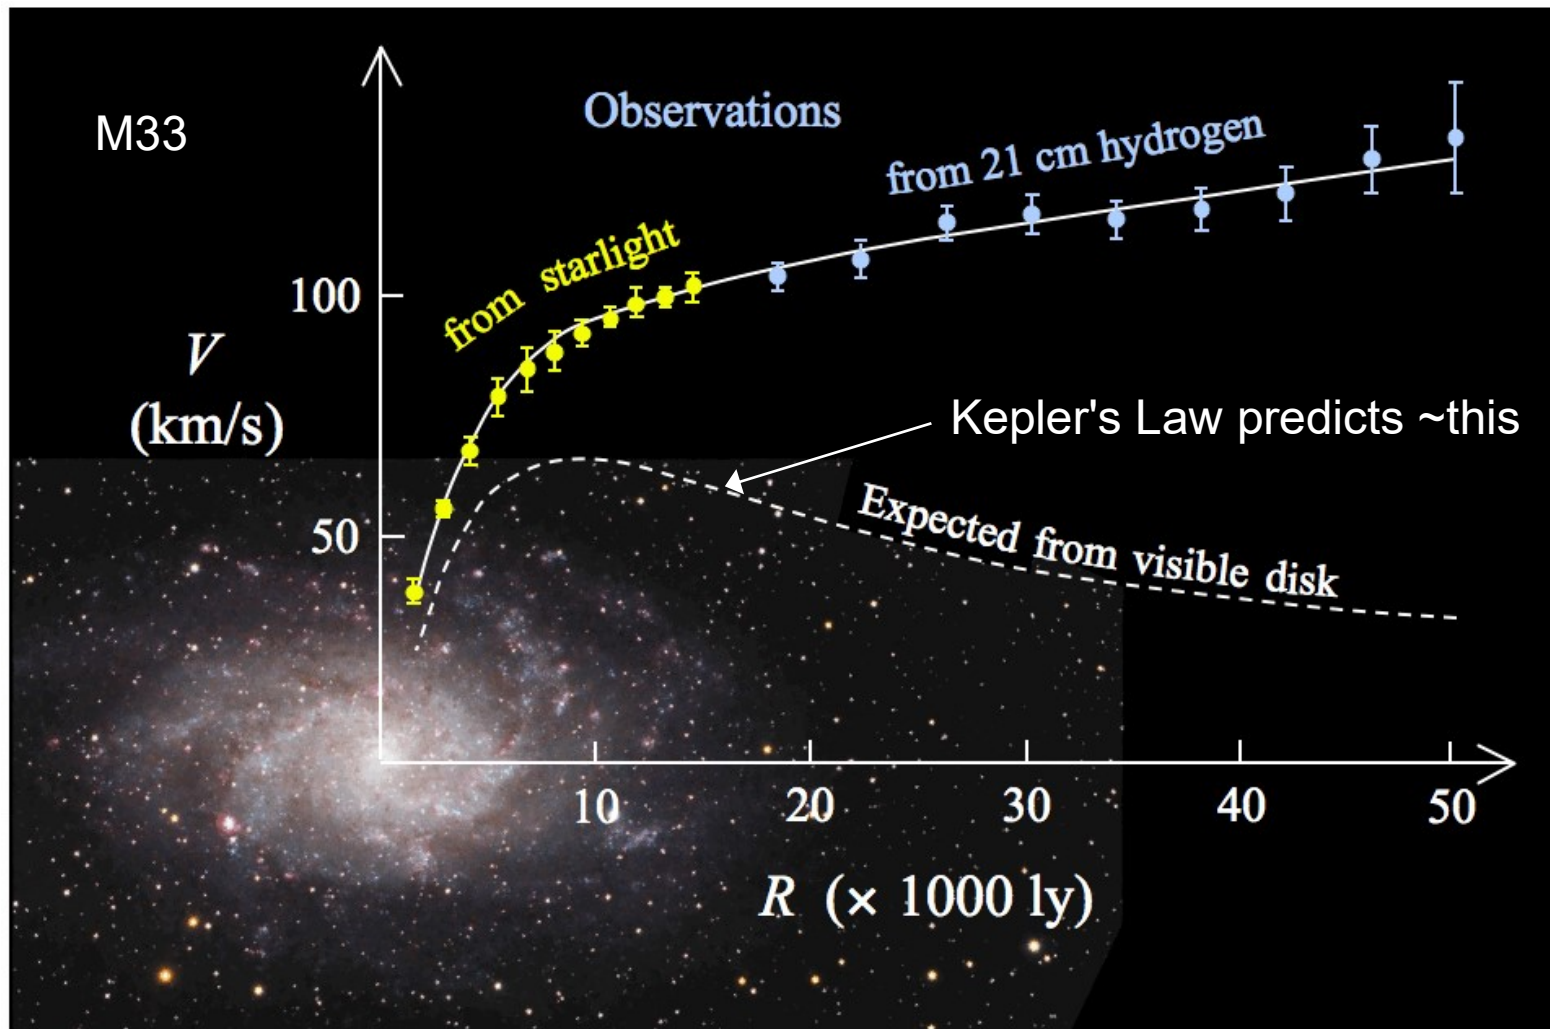 M33
Observations
from 21 cm hydrogen
from starlight
100
V
(km/s)
Kepler's Law predicts ~this
50
Expected from visible disk
10 20 30 40 50
R (× 1000 ly)